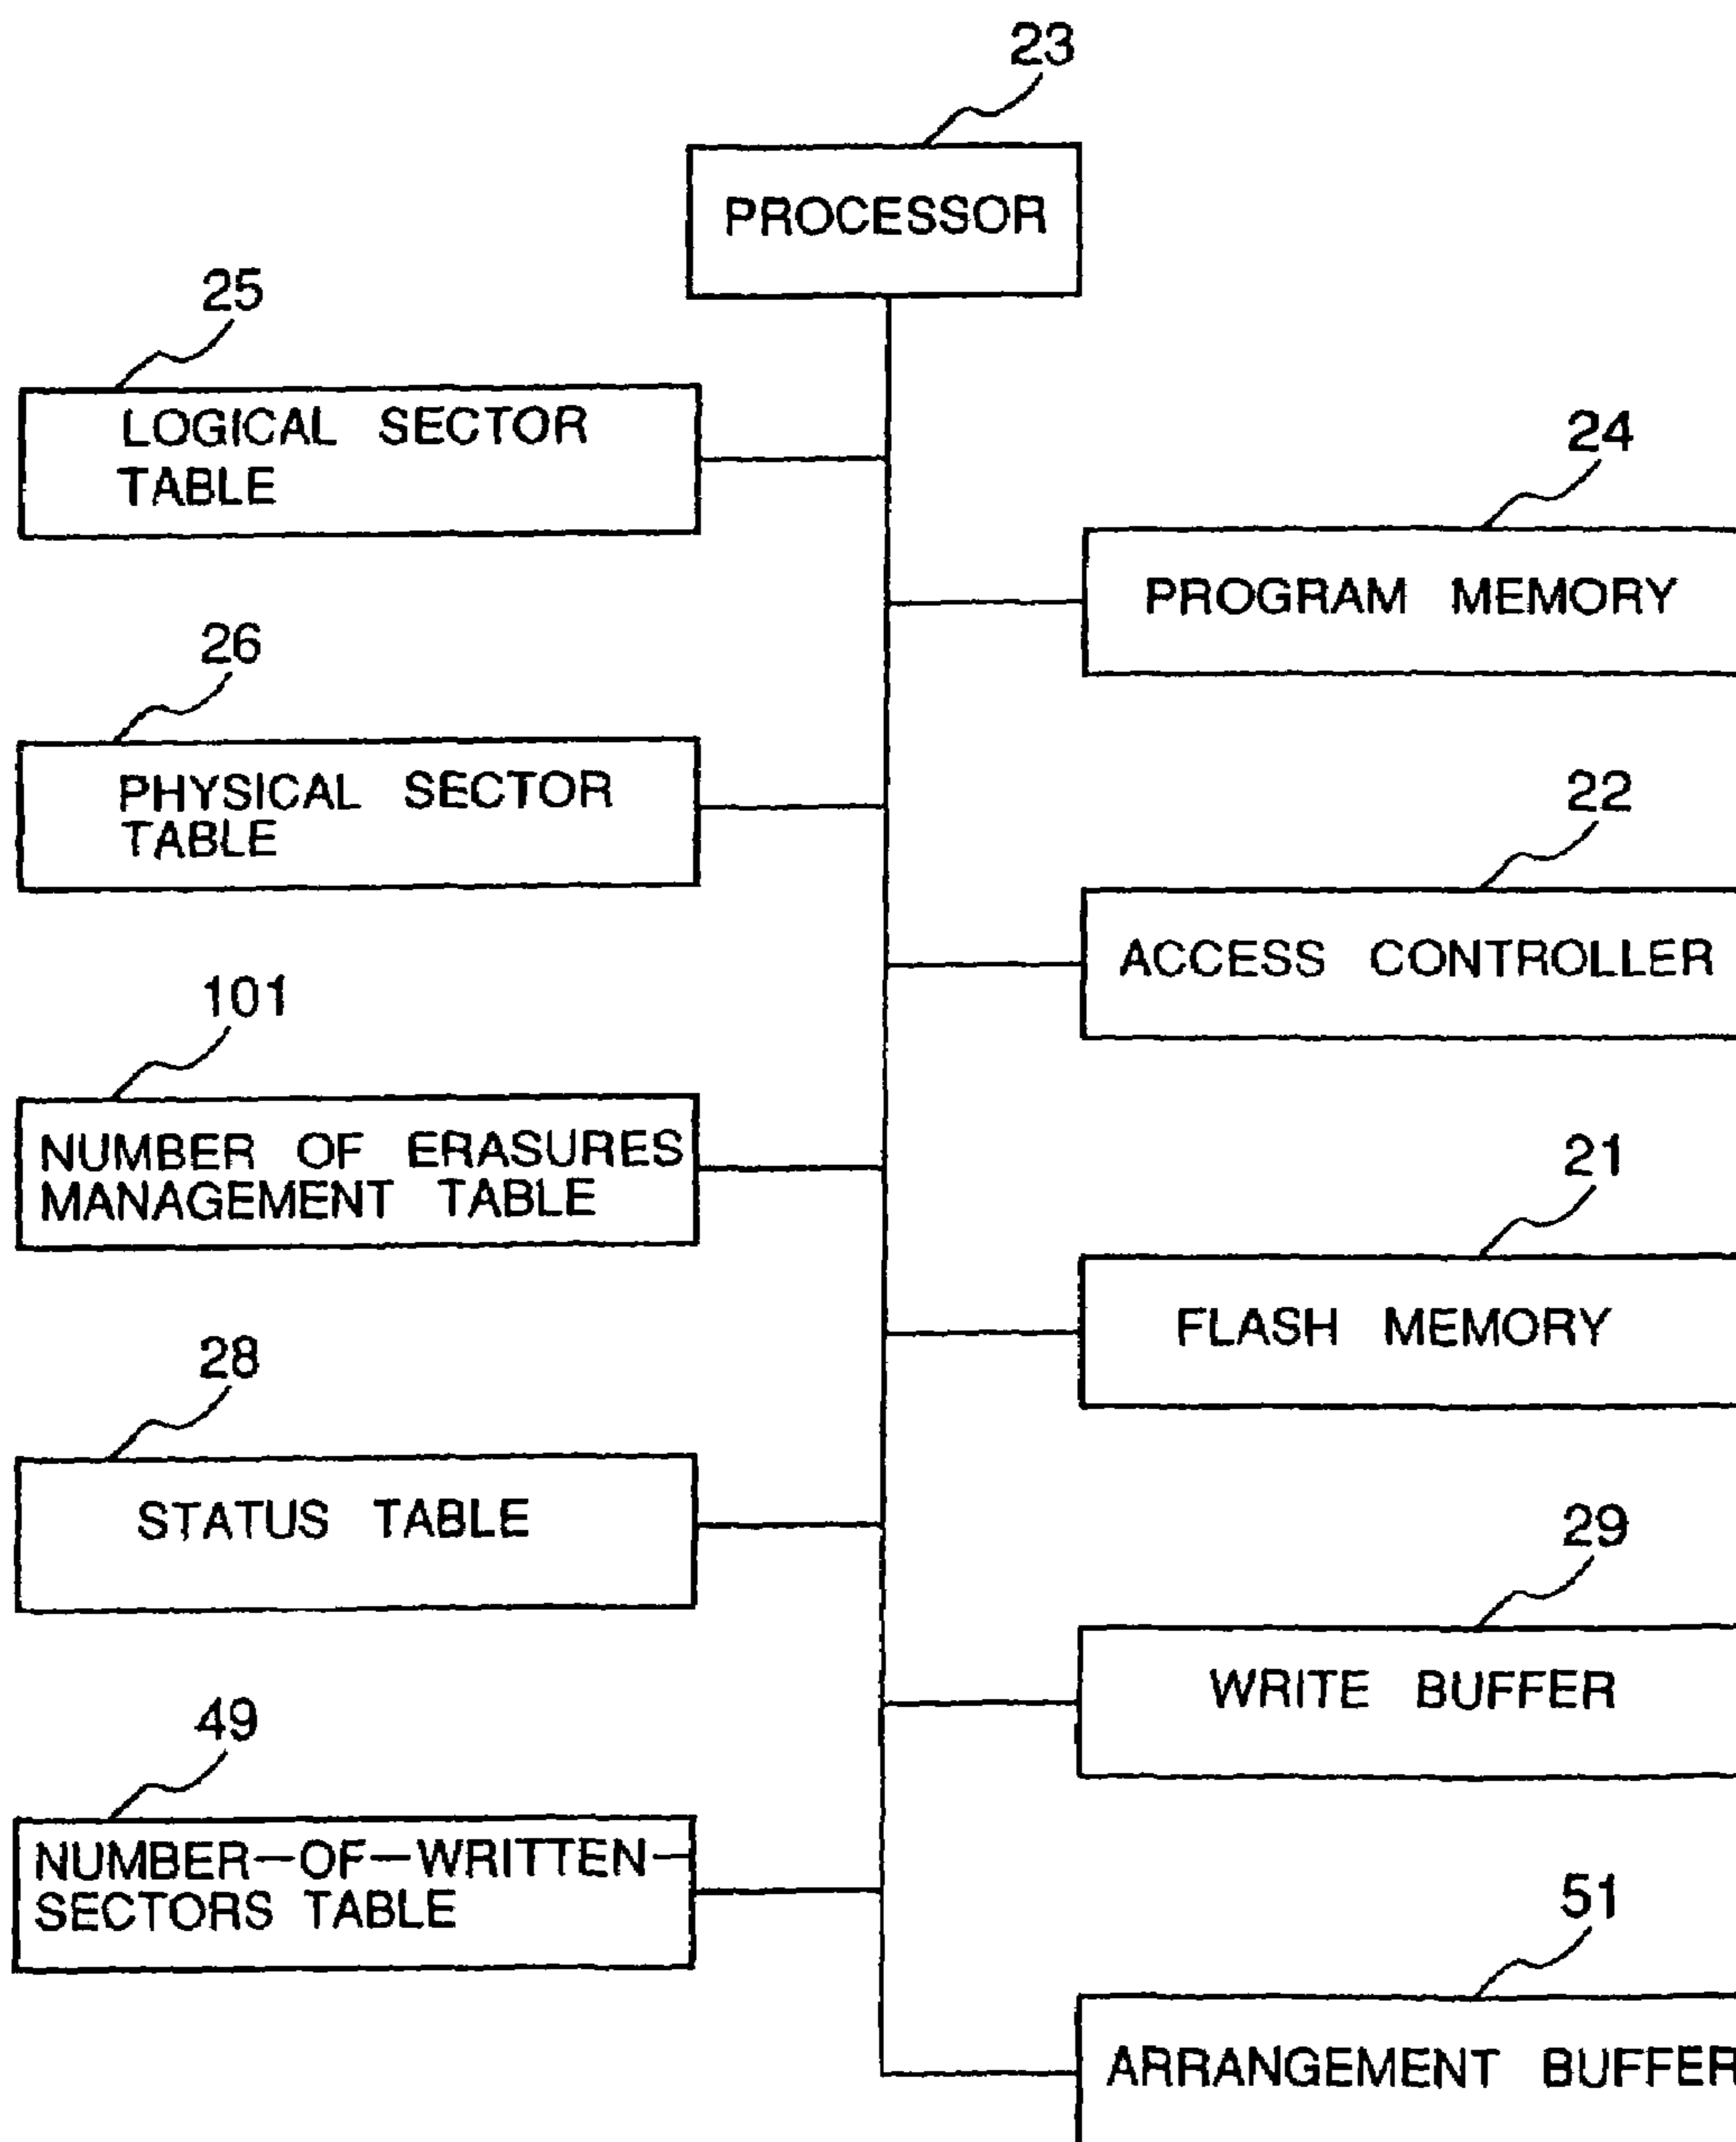 23
PROCESSOR
25
LOGICAL SECTOR
TABLE
24
PROGRAM MEMORY
26
PHYSICAL SECTOR
TABLE
22
ACCESS CONTROLLER
101
NUMBER OF ERASURES
MANAGEMENT TABLE
21
FLASH MEMORY
28
STATUS TABLE
29
WRITE BUFFER
49
NUMBER-OF-WRITTEN-
SECTORS TABLE
51
ARRANGEMENT BUFFER